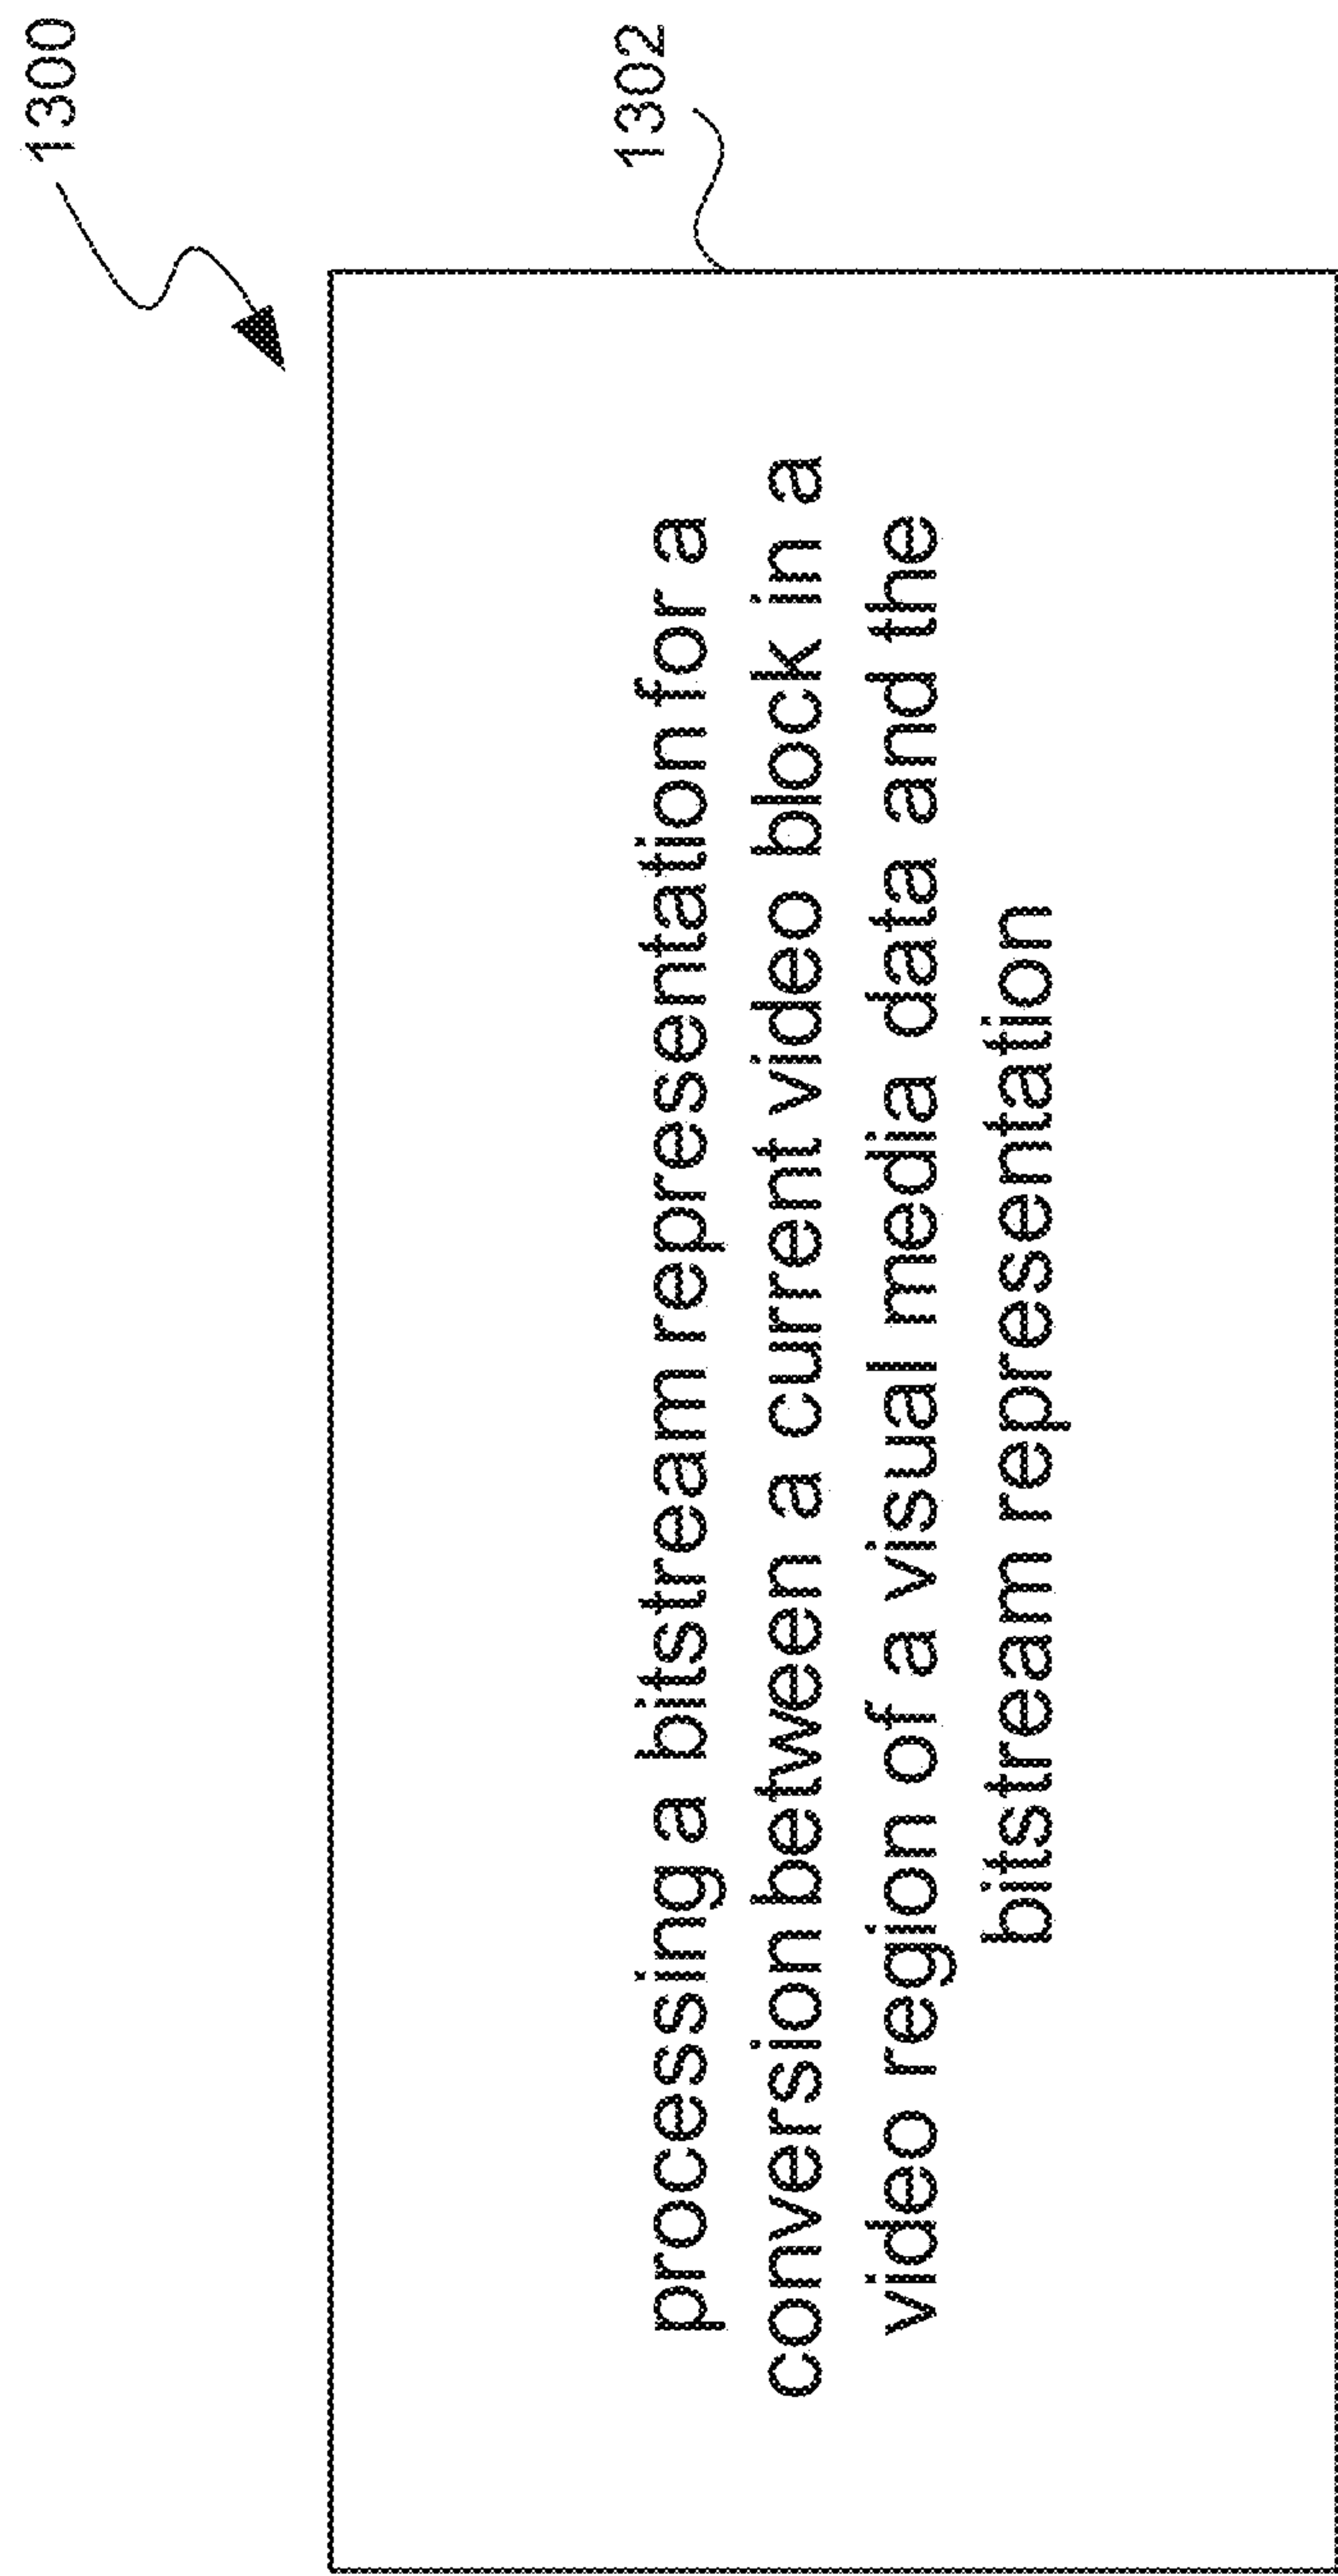 1300
1302
processing a bitstream representation for a
conversion between a current video block in a
video region of a visual media data and the
bitstream representation